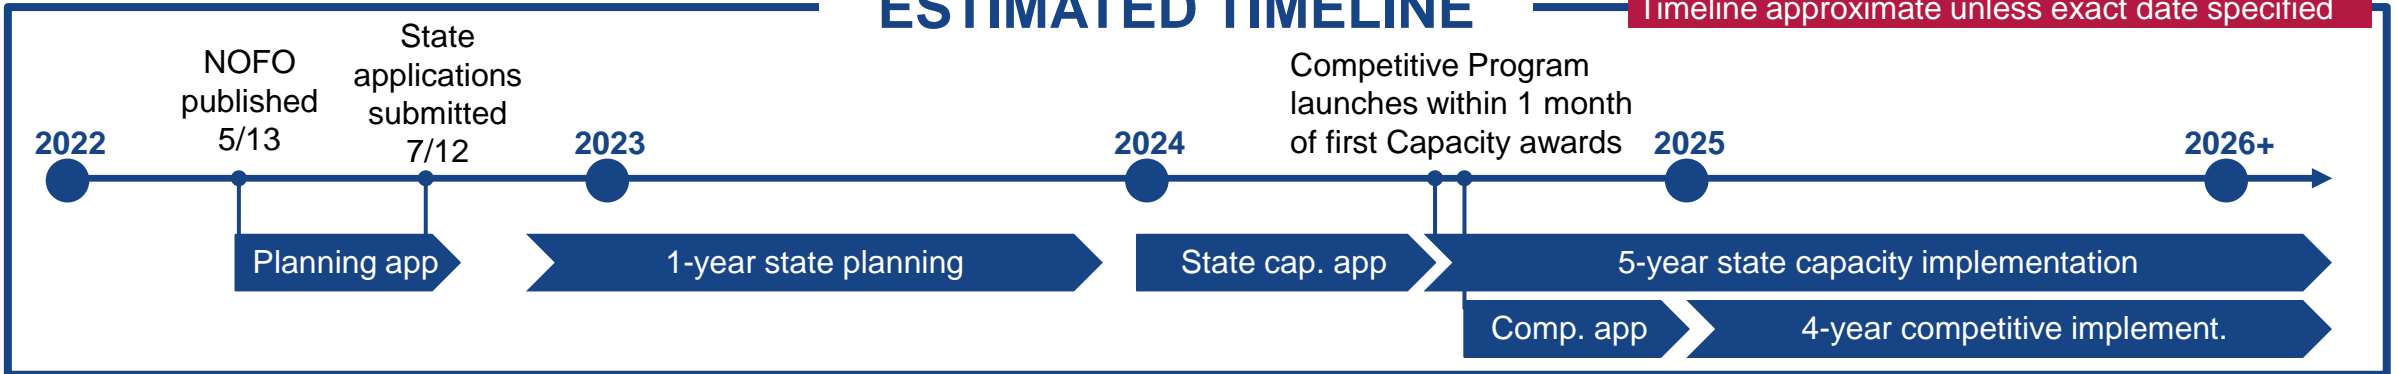 ESTIMATED TIMELINE
Timeline approximate unless exact date specified
NOFO
published
5/13
State
applications
submitted
7/12
Competitive Program
launches within 1 month
of first Capacity awards
2022
2023
2024
2025
2026+
Planning app
1-year state planning
State cap. app
5-year state capacity implementation
Comp. app
4-year competitive implement.